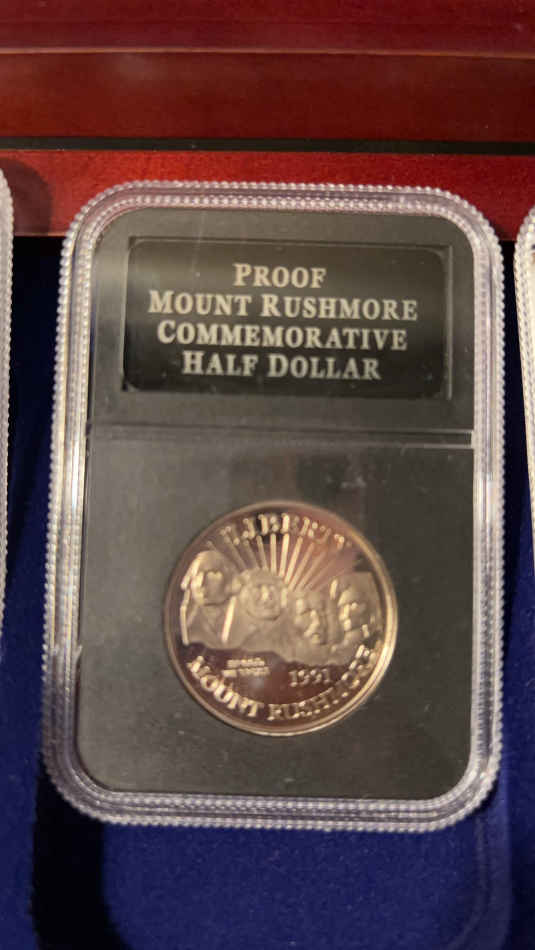 PROOF
MOUNT RUSHMORE
COMMEMORATIVE
HALF DOLLAR
LIBERTY
1991
MOUNT RUSHMORE